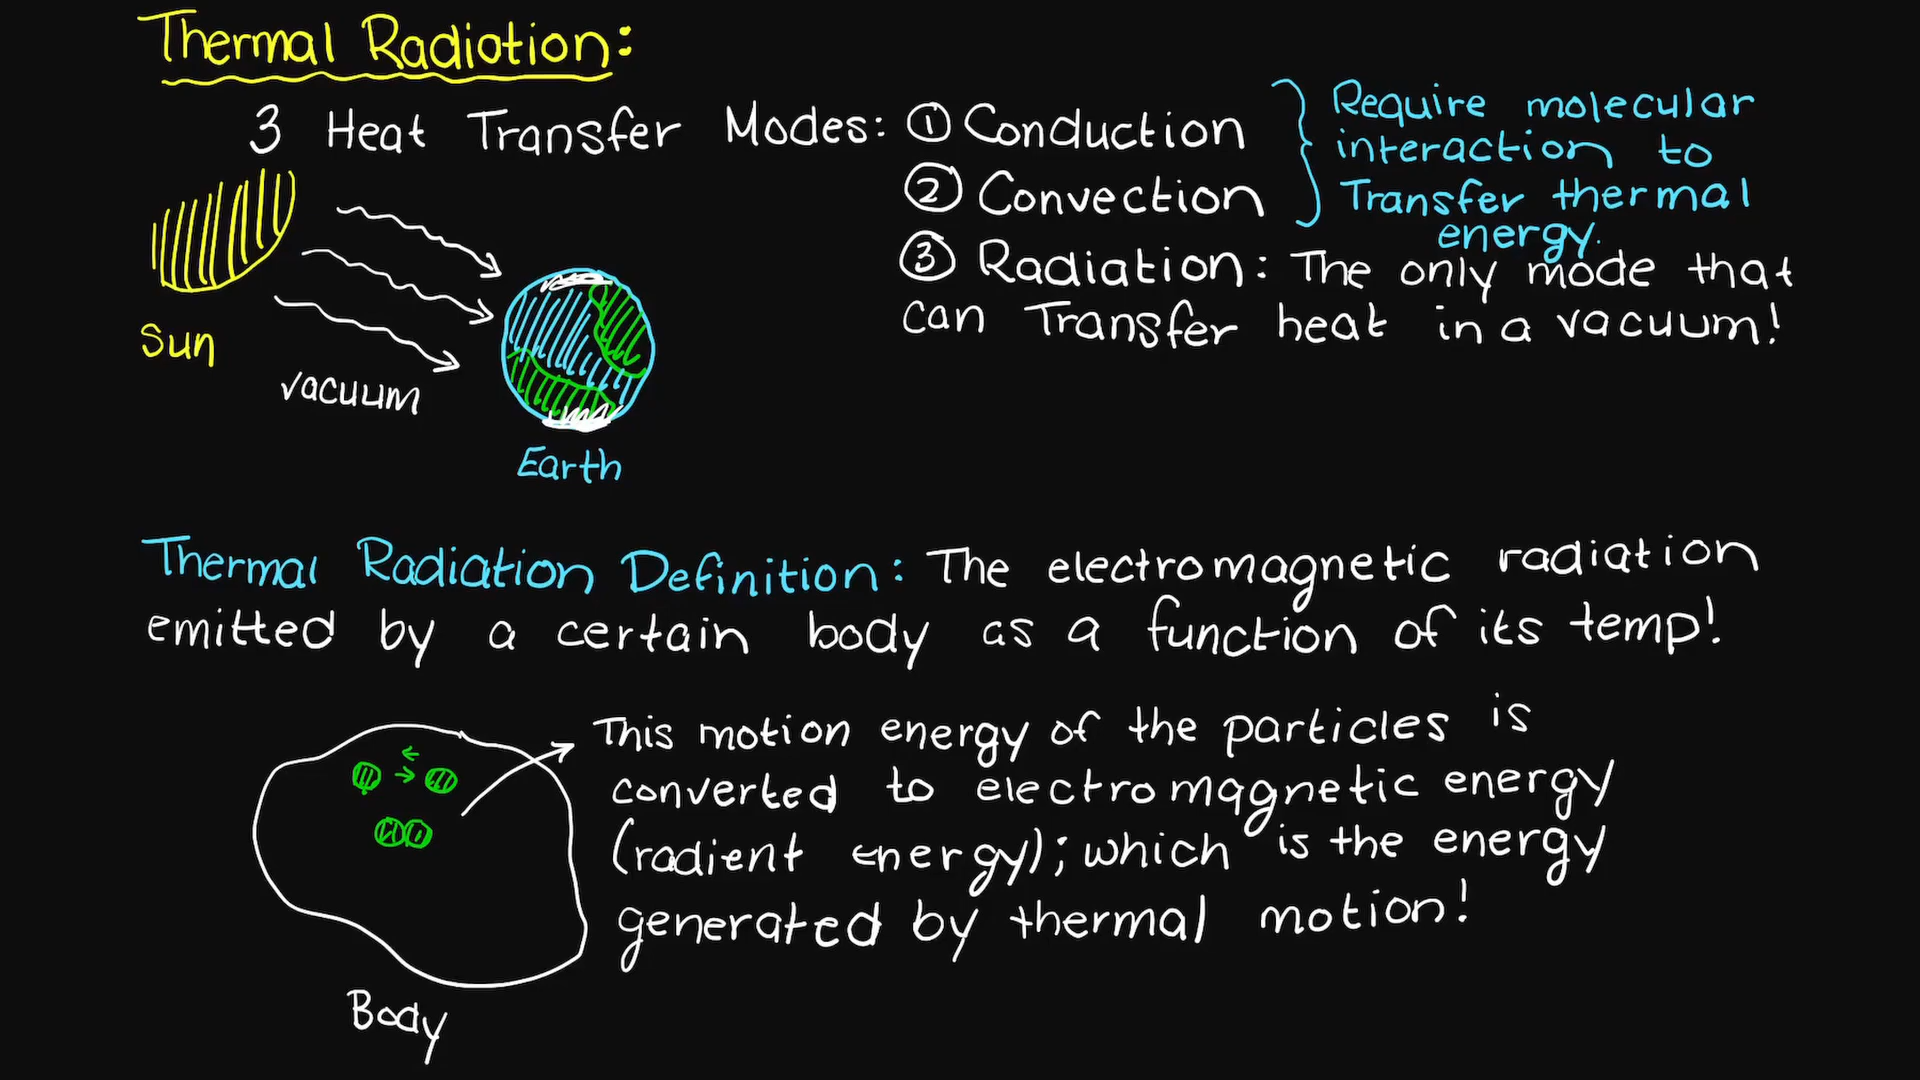 Thermal Radiation:
3 Heat Transfer Modes: ① Conduction
② Convection
Require molecular
interaction to
Transfer thermal
energy.
③ Radiation: The only mode that
can Transfer heat in a vacuum!
Sun
vacuum
Earth
Thermal Radiation Definition: The electromagnetic radiation
emitted by a certain body as a function of its temp!
This motion energy of the particles is
converted to electromagnetic energy
(radient energy); which is the energy
generated by thermal motion!
Body